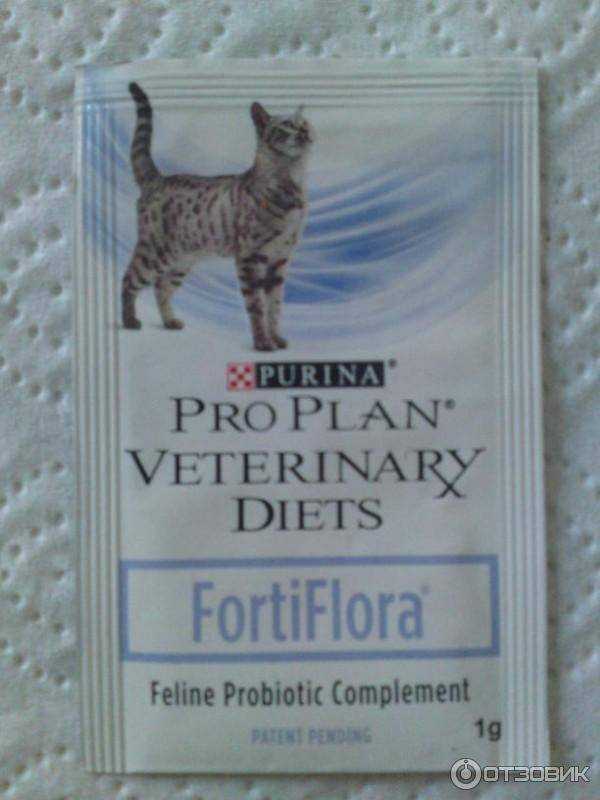 PURINA®
PRO PLAN®
VETERINARY
DIETS
FortiFlora®
Feline Probiotic Complement
PATENT PENDING
1g
ОТЗОВИК